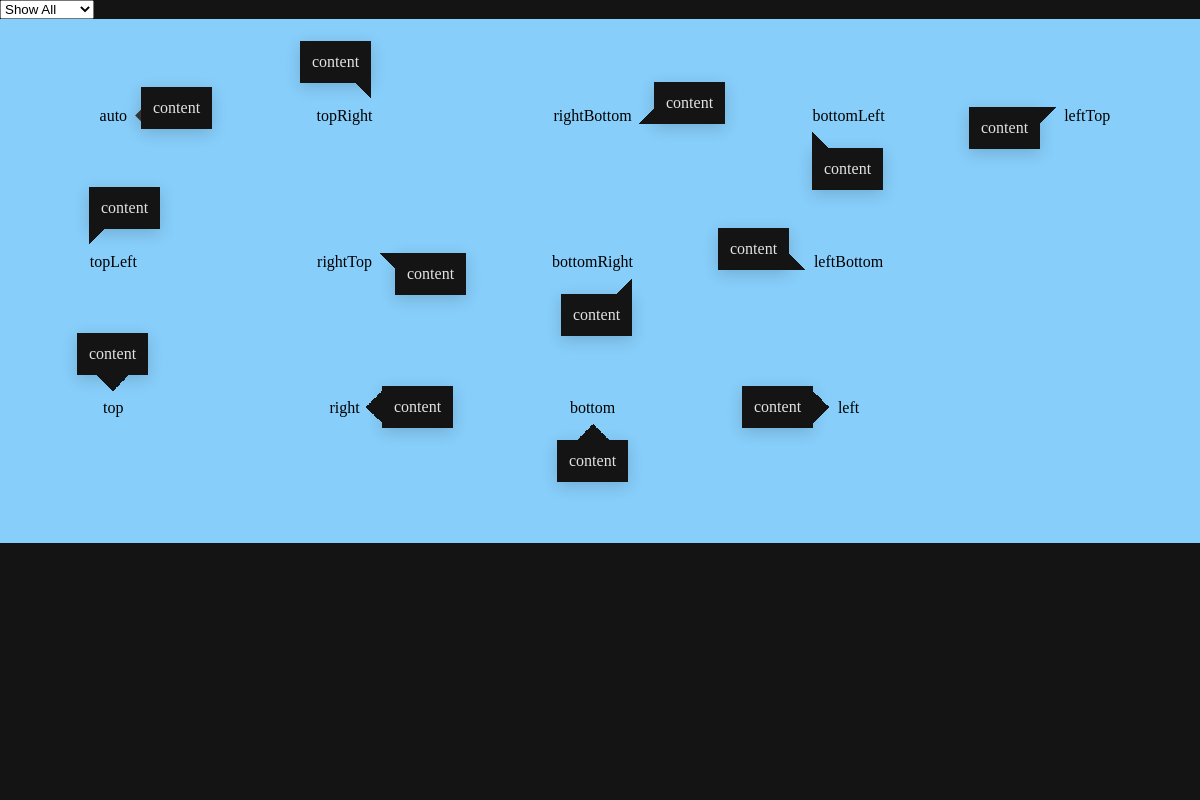 Show All
content
topRight
auto
content
rightBottom
content
bottomLeft
content
content
leftTop
content
topLeft
rightTop
content
bottomRight
content
content
leftBottom
content
top
right
content
bottom
content
content
left